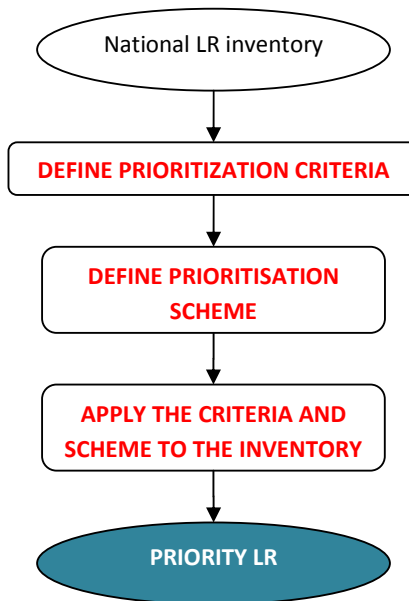 National LR inventory
DEFINE PRIORITIZATION CRITERIA
DEFINE PRIORITISATION
SCHEME
APPLY THE CRITERIA AND
SCHEME TO THE INVENTORY
PRIORITY LR